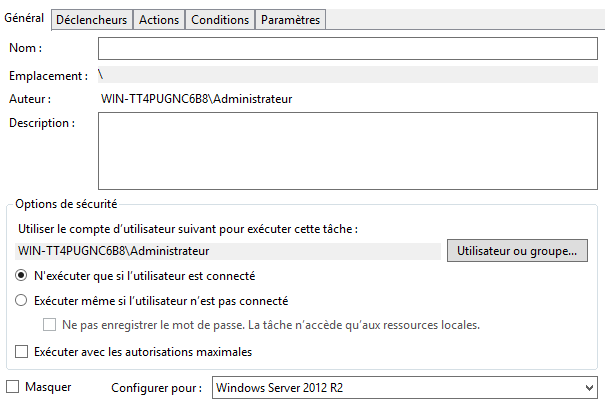 Général Déclencheurs Actions Conditions Paramètres
Nom :
Emplacement : \
Auteur : WIN-TT4PUGNC6B8\Administrateur
Description :
Options de sécurité
Utiliser le compte d'utilisateur suivant pour exécuter cette tâche :
WIN-TT4PUGNC6B8\Administrateur Utilisateur ou groupe...
N'exécuter que si l'utilisateur est connecté
Exécuter même si l'utilisateur n'est pas connecté
Ne pas enregistrer le mot de passe. La tâche n'accède qu'aux ressources locales.
Exécuter avec les autorisations maximales
Masquer Configurer pour : Windows Server 2012 R2